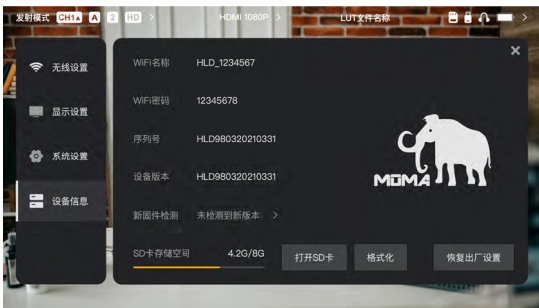 发射模式 CH1 A 2 HD > HDMI 1080P > LUT文件名称 >
无线设置
显示设置
系统设置
设备信息
WiFi名称 HLD_1234567
WiFi密码 12345678
序列号 HLD980320210331
设备版本 HLD980320210331
新固件检测 未检测到新版本 >
SD卡存储空间 4.2G/8G
打开SD卡 格式化 恢复出厂设置
MOMA